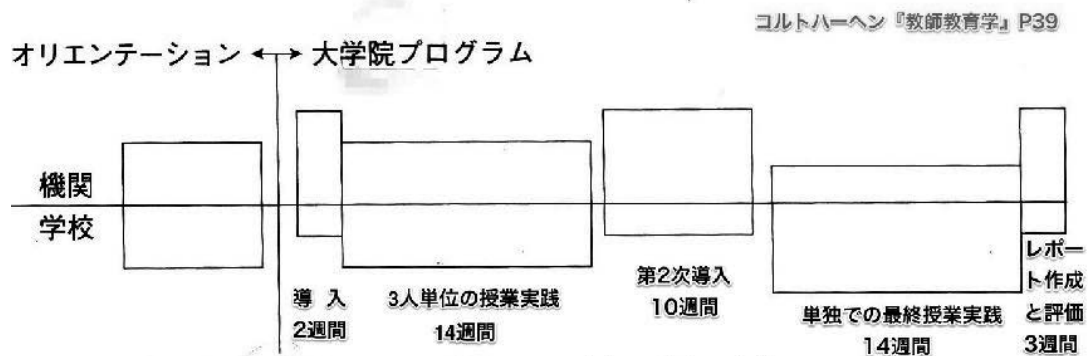 コルトハーヘン『教師教育学』P39
オリエンテーション ←→ 大学院プログラム
機関
学校
導 入
2週間
3人単位の授業実践
14週間
第2次導入
10週間
単独での最終授業実践
14週間
レポー
ト作成
と評価
3週間